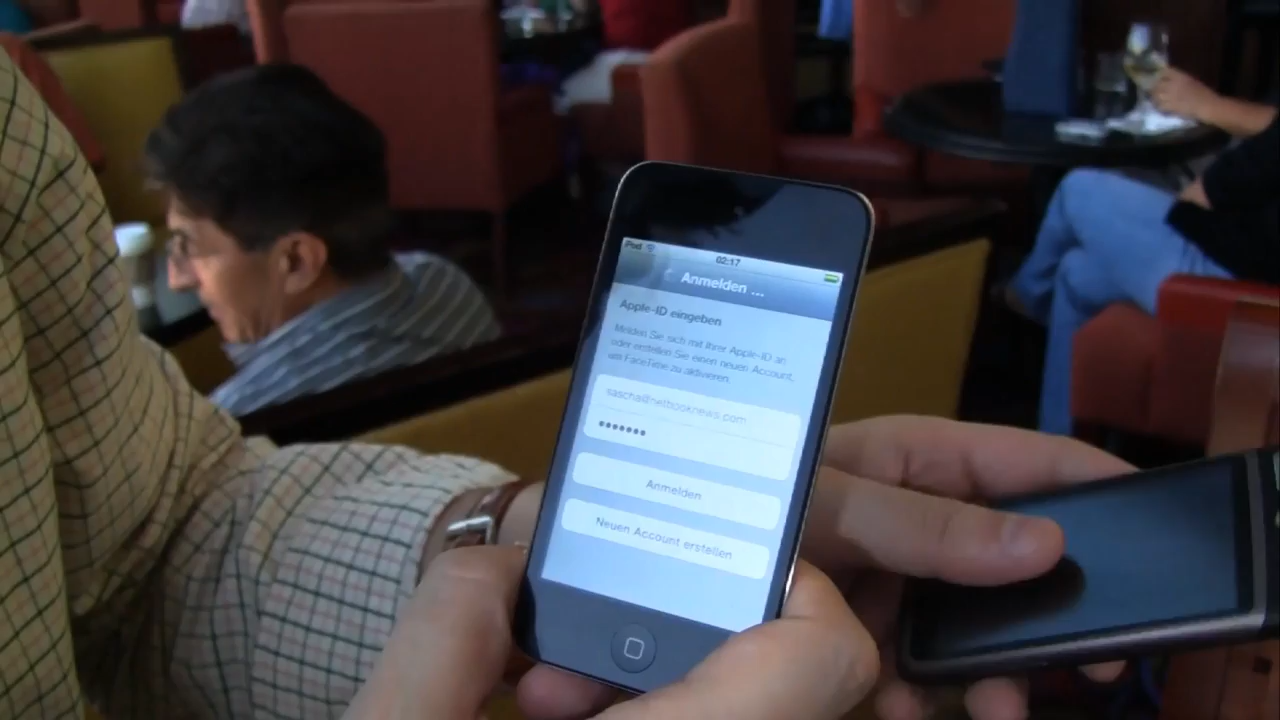 iPod
02:17
Anmelden ...
Apple-ID eingeben
Melden Sie sich mit Ihrer Apple-ID an
oder erstellen Sie einen neuen Account,
um FaceTime zu aktivieren.
sascha@netbooknews.com
•••••••
Anmelden
Neuen Account erstellen